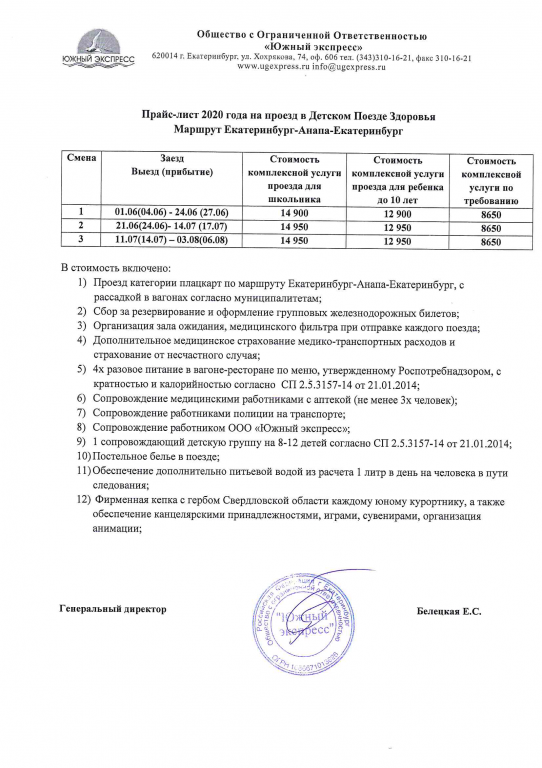 Общество с Ограниченной Ответственностью
«Южный экспресс»
620014 г. Екатеринбург, ул. Хохрякова, 74, оф. 606 тел. (343)310-16-21, факс 310-16-21
www.ugexpress.ru info@ugexpress.ru
ЮЖНЫЙ ЭКСПРЕСС
Прайс-лист 2020 года на проезд в Детском Поезде Здоровья
Маршрут Екатеринбург-Анапа-Екатеринбург
Смена | Заезд Выезд (прибытие) | Стоимость комплексной услуги проезда для школьника | Стоимость комплексной услуги проезда для ребенка до 10 лет | Стоимость комплексной услуги по требованию
1 | 01.06(04.06) - 24.06 (27.06) | 14 900 | 12 900 | 8650
2 | 21.06(24.06)- 14.07 (17.07) | 14 950 | 12 950 | 8650
3 | 11.07(14.07) – 03.08(06.08) | 14 950 | 12 950 | 8650
В стоимость включено:
1) Проезд категории плацкарт по маршруту Екатеринбург-Анапа-Екатеринбург, с
рассадкой в вагонах согласно муниципалитетам;
2) Сбор за резервирование и оформление групповых железнодорожных билетов;
3) Организация зала ожидания, медицинского фильтра при отправке каждого поезда;
4) Дополнительное медицинское страхование медико-транспортных расходов и
страхование от несчастного случая;
5) 4х разовое питание в вагоне-ресторане по меню, утвержденному Роспотребнадзором, с
кратностью и калорийностью согласно СП 2.5.3157-14 от 21.01.2014;
6) Сопровождение медицинскими работниками с аптекой (не менее 3х человек);
7) Сопровождение работниками полиции на транспорте;
8) Сопровождение работником ООО «Южный экспресс»;
9) 1 сопровождающий детскую группу на 8-12 детей согласно СП 2.5.3157-14 от 21.01.2014;
10) Постельное белье в поезде;
11) Обеспечение дополнительно питьевой водой из расчета 1 литр в день на человека в пути
следования;
12) Фирменная кепка с гербом Свердловской области каждому юному курортнику, а также
обеспечение канцелярскими принадлежностями, играми, сувенирами, организация
анимации;
Генеральный директор
Белецкая Е.С.
г. Екатеринбург
Общество с ограниченной ответственностью
"Южный
экспресс"
ОГРН